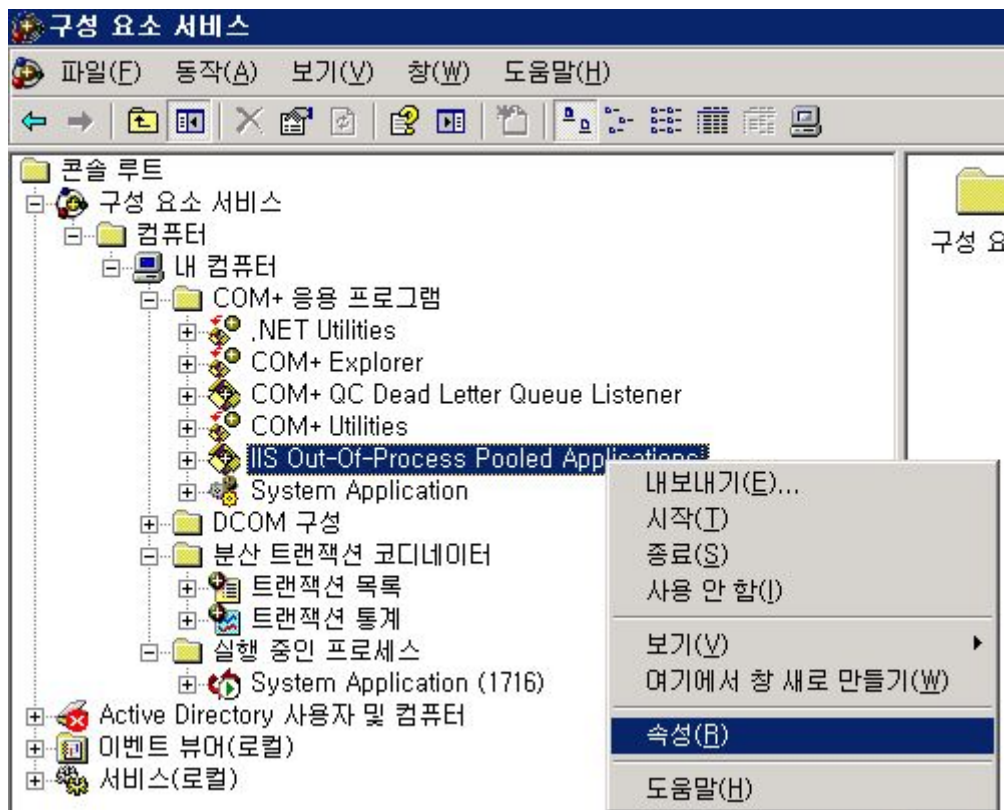 구성 요소 서비스
파일(F) 동작(A) 보기(V) 창(W) 도움말(H)
콘솔 루트
구성 요소 서비스
컴퓨터
내 컴퓨터
COM+ 응용 프로그램
.NET Utilities
COM+ Explorer
COM+ QC Dead Letter Queue Listener
COM+ Utilities
IIS Out-Of-Process Pooled Applications
System Application
DCOM 구성
분산 트랜잭션 코디네이터
트랜잭션 목록
트랜잭션 통계
실행 중인 프로세스
System Application (1716)
Active Directory 사용자 및 컴퓨터
이벤트 뷰어(로컬)
서비스(로컬)
구성 요
내보내기(E)...
시작(T)
종료(S)
사용 안 함(I)
보기(V)
여기에서 창 새로 만들기(W)
속성(R)
도움말(H)